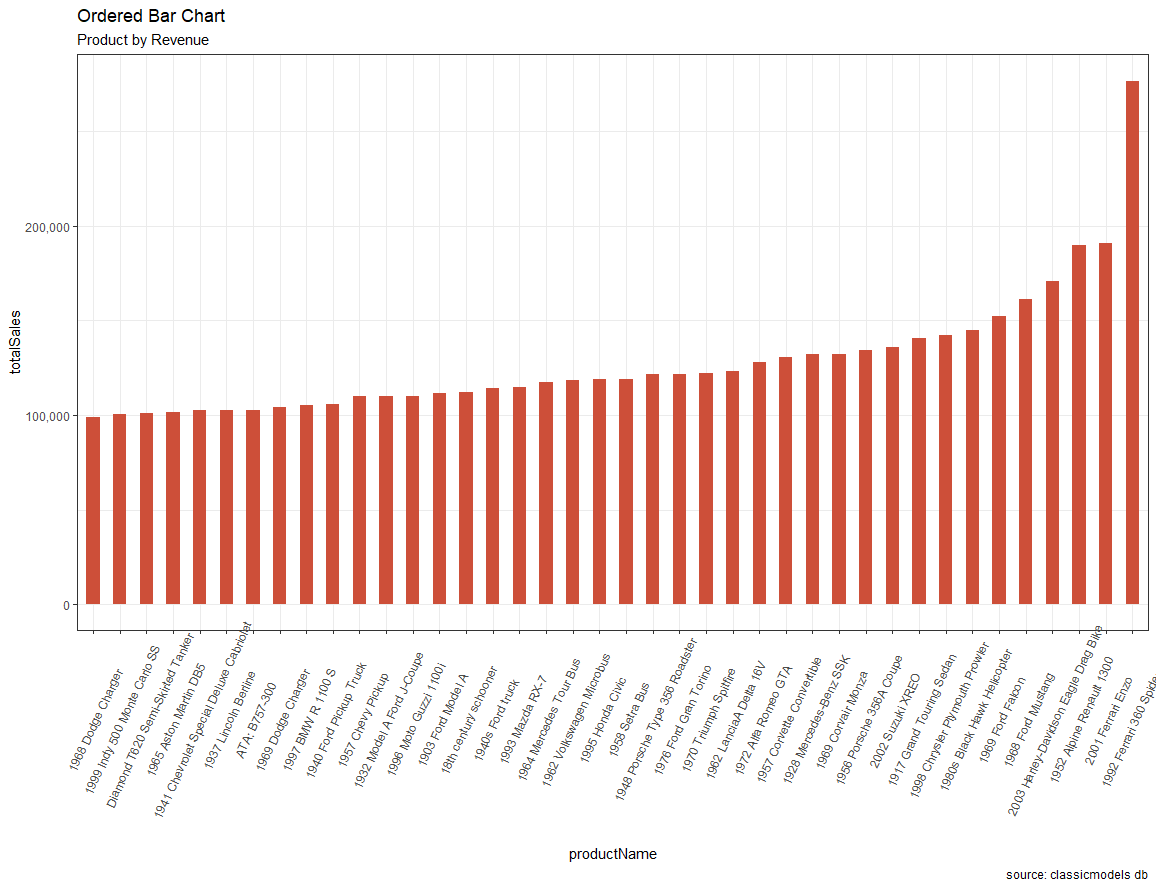 Ordered Bar Chart
Product by Revenue
totalSales
200,000
100,000
0
1968 Dodge Charger
1999 Indy 500 Monte Carlo SS
Diamond T620 Semi-Skirted Tanker
1965 Aston Martin DB5
1941 Chevrolet Special Deluxe Cabriolet
1937 Lincoln Berline
ATA: B757-300
1969 Dodge Charger
1997 BMW R 1100 S
1940 Ford Pickup Truck
1957 Chevy Pickup
1932 Model A Ford J-Coupe
1996 Moto Guzzi 1100i
1903 Ford Model A
18th century schooner
1940s Ford truck
1993 Mazda RX-7
1964 Mercedes Tour Bus
1962 Volkswagen Microbus
1995 Honda Civic
1958 Setra Bus
1948 Porsche Type 356 Roadster
1976 Ford Gran Torino
1970 Triumph Spitfire
1962 LanciaA Delta 16V
1972 Alfa Romeo GTA
1957 Corvette Convertible
1928 Mercedes-Benz SSK
1969 Corvair Monza
1956 Porsche 356A Coupe
2002 Suzuki XREO
1917 Grand Touring Sedan
1998 Chrysler Plymouth Prowler
1980s Black Hawk Helicopter
1969 Ford Falcon
1968 Ford Mustang
2003 Harley-Davidson Eagle Drag Bike
1952 Alpine Renault 1300
2001 Ferrari Enzo
1992 Ferrari 360 Spide
productName
source: classicmodels db